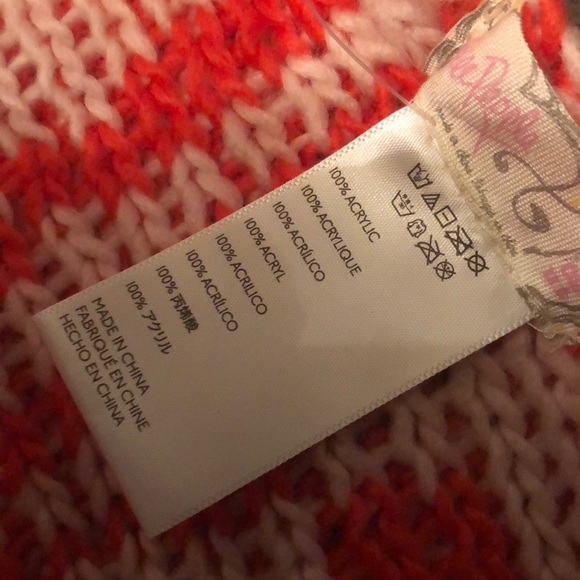 100% ACRYLIC
100% ACRYLIQUE
100% ACRÍLICO
100% ACRYL
100% ACRILICO
100% ACRÍLICO
100% 丙烯酸
100% アクリル
MADE IN CHINA
FABRIQUÉ EN CHINE
HECHO EN CHINA